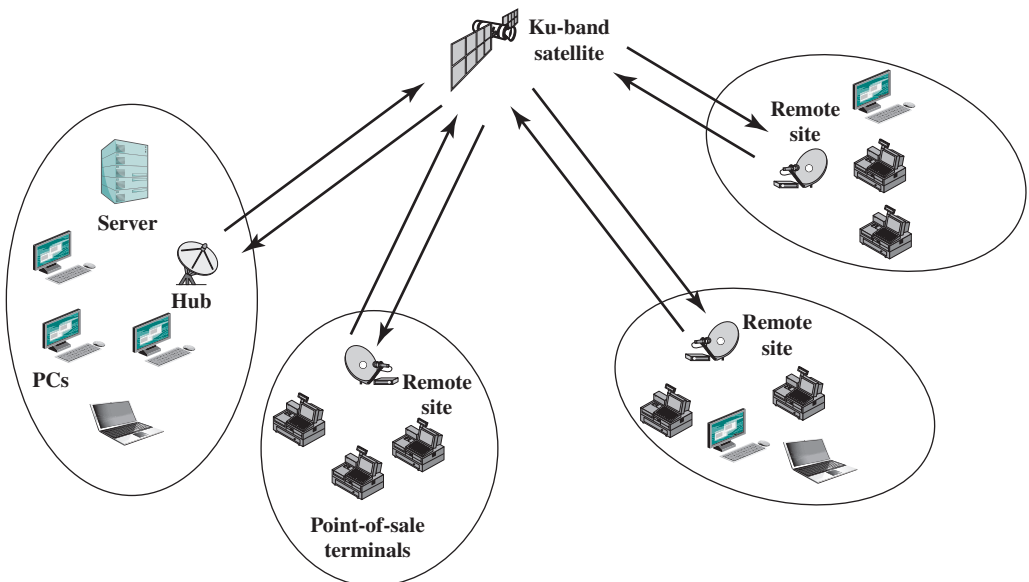 Ku-band
satellite
Remote
site
Server
Hub
PCs
Remote
site
Remote
site
Point-of-sale
terminals